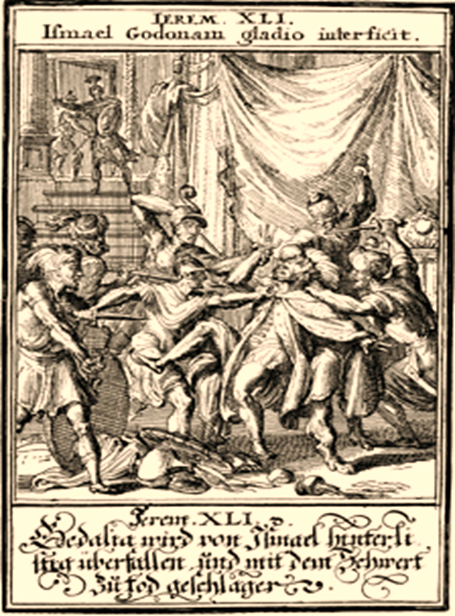 IEREM. XLI.
Ismael Godonam gladio interficit.
Jerem. XLI.
Gedalia wird von Ismael hinterli
stig überfallen und mit dem Schwert
zu tod geschlagen